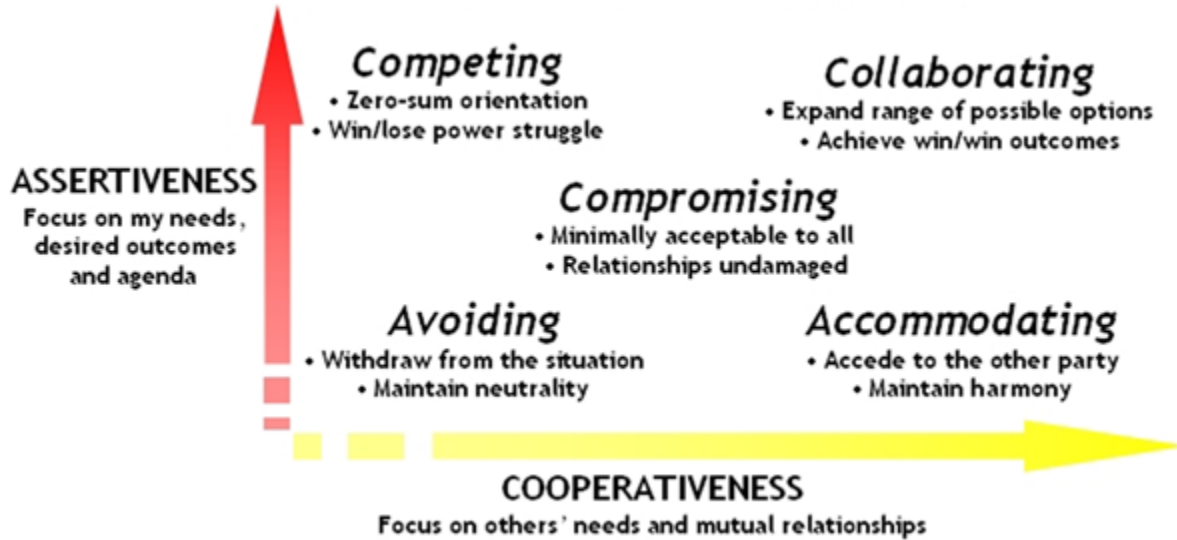 Competing
• Zero-sum orientation
• Win/lose power struggle
Collaborating
• Expand range of possible options
• Achieve win/win outcomes
ASSERTIVENESS
Focus on my needs,
desired outcomes
and agenda
Compromising
• Minimally acceptable to all
• Relationships undamaged
Avoiding
• Withdraw from the situation
• Maintain neutrality
Accommodating
• Accede to the other party
• Maintain harmony
COOPERATIVENESS
Focus on others' needs and mutual relationships